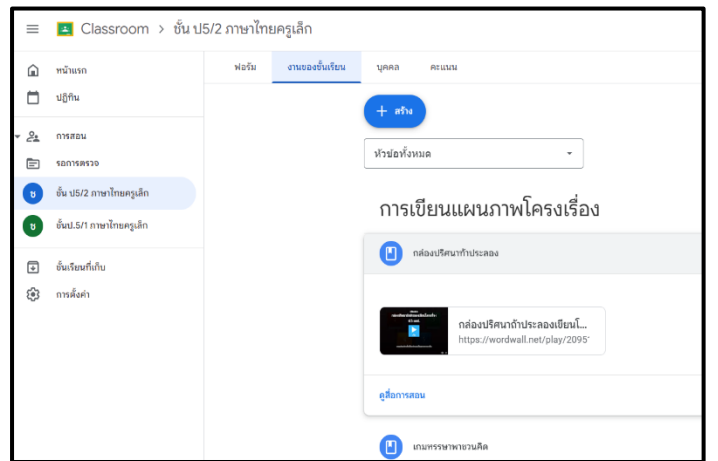 Classroom > ชั้น ป5/2 ภาษาไทยครูเล็ก
หน้าแรก
ปฏิทิน
การสอน
รอการตรวจ
ช ชั้น ป5/2 ภาษาไทยครูเล็ก
ช ชั้นป.5/1 ภาษาไทยครูเล็ก
ชั้นเรียนที่เก็บ
การตั้งค่า
ฟอรัม งานของชั้นเรียน บุคคล คะแนน
+ สร้าง
หัวข้อทั้งหมด
การเขียนแผนภาพโครงเรื่อง
กล่องปริศนาท้าประลอง
กล่องปริศนาถ้าประลองเขียนโ...
https://wordwall.net/play/2095
ดูสื่อการสอน
เกมหรรษาพาชวนคิด